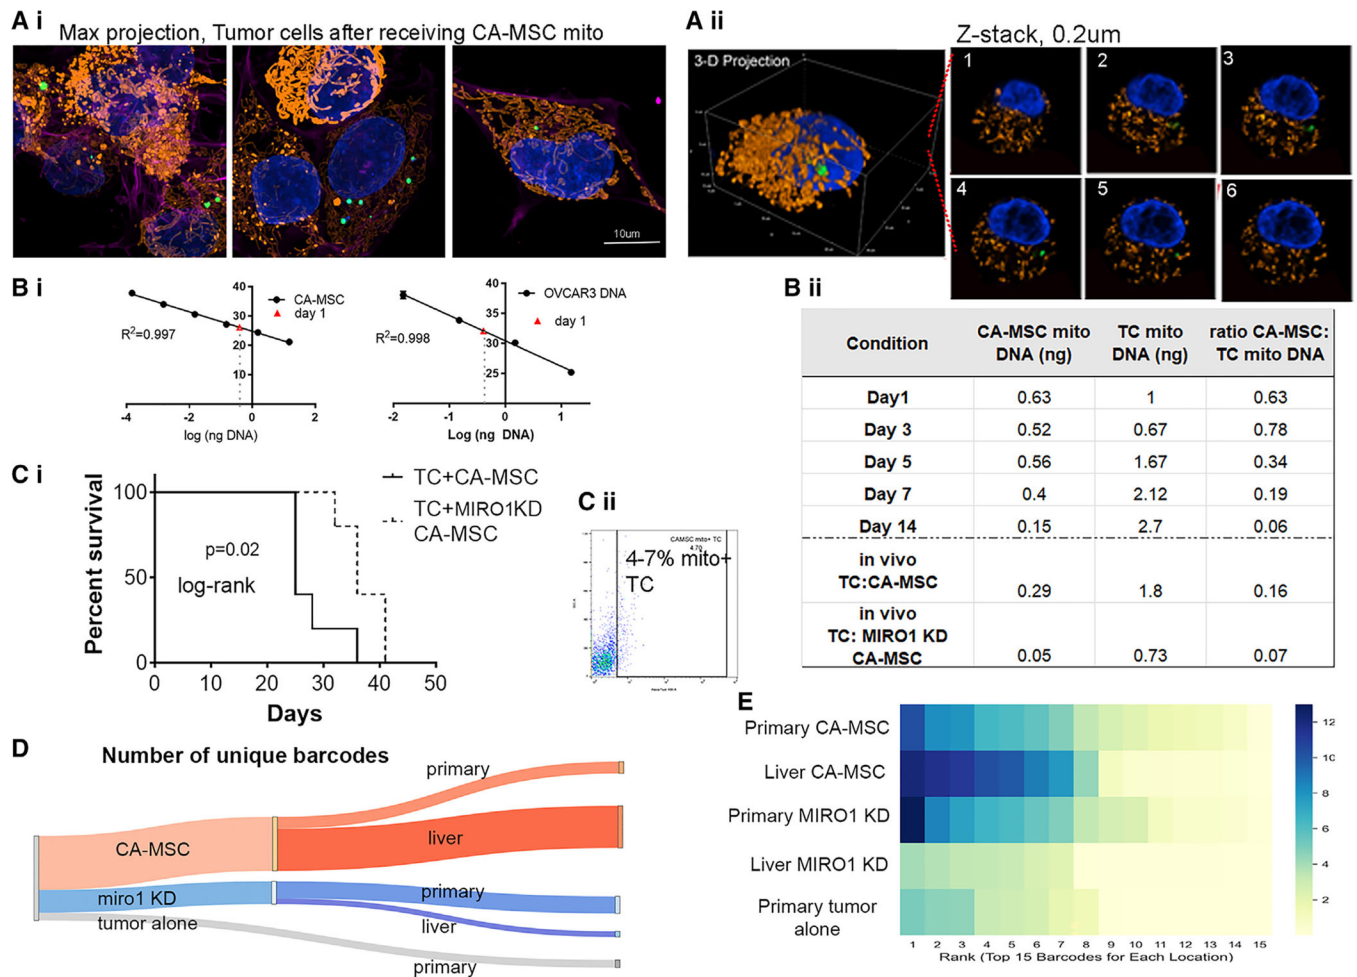 A i
Max projection, Tumor cells after receiving CA-MSC mito
10um
A ii
Z-stack, 0.2um
3-D Projection
1
2
3
4
5
6
B i
40
30
20
10
CA-MSC
day 1
R²=0.997
-4
-2
0
2
log (ng DNA)
40
35
30
25
OVCAR3 DNA
day 1
R²=0.998
-2
-1
0
1
Log (ng DNA)
B ii
Condition
CA-MSC mito
DNA (ng)
TC mito
DNA (ng)
ratio CA-MSC:
TC mito DNA
Day1 0.63 1 0.63
Day 3 0.52 0.67 0.78
Day 5 0.56 1.67 0.34
Day 7 0.4 2.12 0.19
Day 14 0.15 2.7 0.06
in vivo
TC:CA-MSC 0.29 1.8 0.16
in vivo
TC: MIRO1 KD
CA-MSC 0.05 0.73 0.07
C i
TC+CA-MSC
TC+MIRO1KD
CA-MSC
Percent survival
100
50
0
p=0.02
log-rank
0 10 20 30 40 50
Days
C ii
CAMSC mito+ TC
4.70
4-7% mito+
TC
D
Number of unique barcodes
primary
CA-MSC
liver
miro1 KD
primary
tumor alone
liver
primary
E
Primary CA-MSC
Liver CA-MSC
Primary MIRO1 KD
Liver MIRO1 KD
Primary tumor
alone
1 2 3 4 5 6 7 8 9 10 11 12 13 14 15
Rank (Top 15 Barcodes for Each Location)
12
10
8
6
4
2